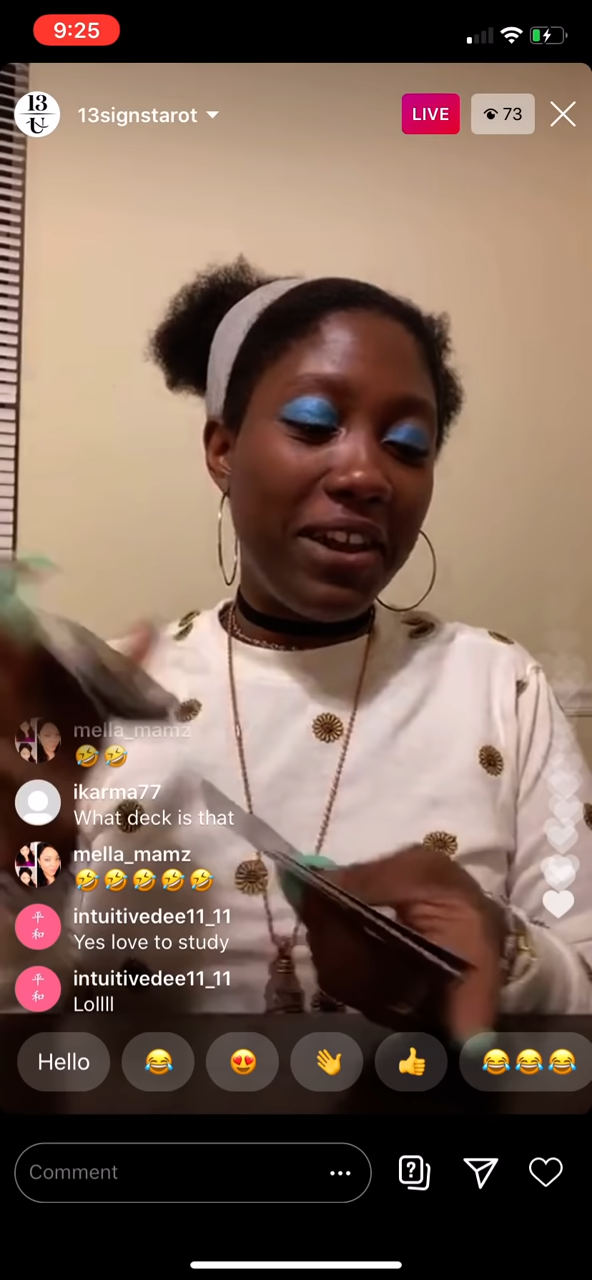 9:25
13
U
13signstarot
LIVE
73
mella_mamz
🤣🤣
ikarma77
What deck is that
mella_mamz
🤣🤣🤣🤣🤣
平
和
intuitivedee11_11
Yes love to study
平
和
intuitivedee11_11
Lollll
Hello
😂
😍
👋
👍
😂😂😂
Comment